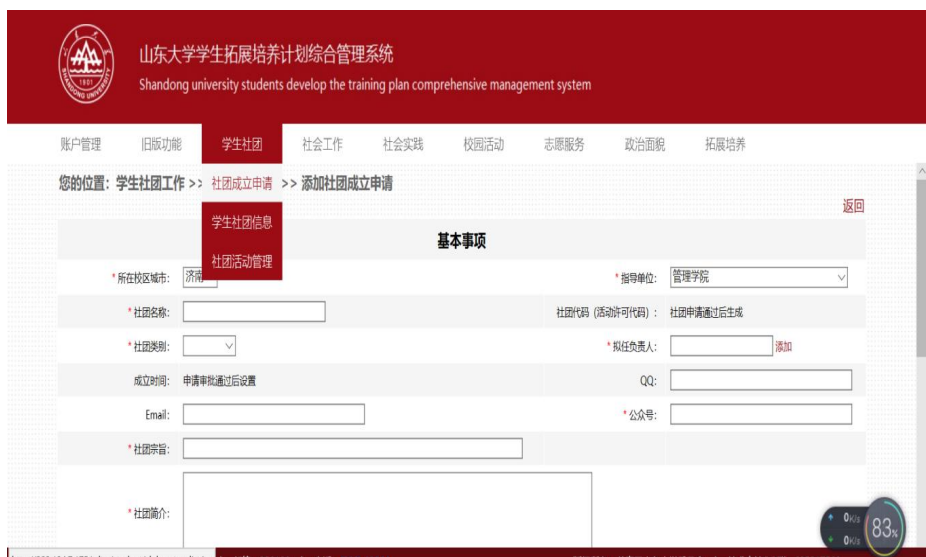 山东大学学生拓展培养计划综合管理系统
Shandong university students develop the training plan comprehensive management system
账户管理 旧版功能 学生社团 社会工作 社会实践 校园活动 志愿服务 政治面貌 拓展培养
您的位置：学生社团工作 >> 社团成立申请 >> 添加社团成立申请
返回
学生社团信息
社团活动管理
基本事项
*所在校区城市： 济南 *指导单位： 管理学院
*社团名称： 社团代码（活动许可代码）： 社团申请通过后生成
*社团类别： *拟任负责人： 添加
成立时间： 申请审批通过后设置 QQ：
Email： *公众号：
*社团宗旨：
*社团简介：
0K/s
0K/s
83%